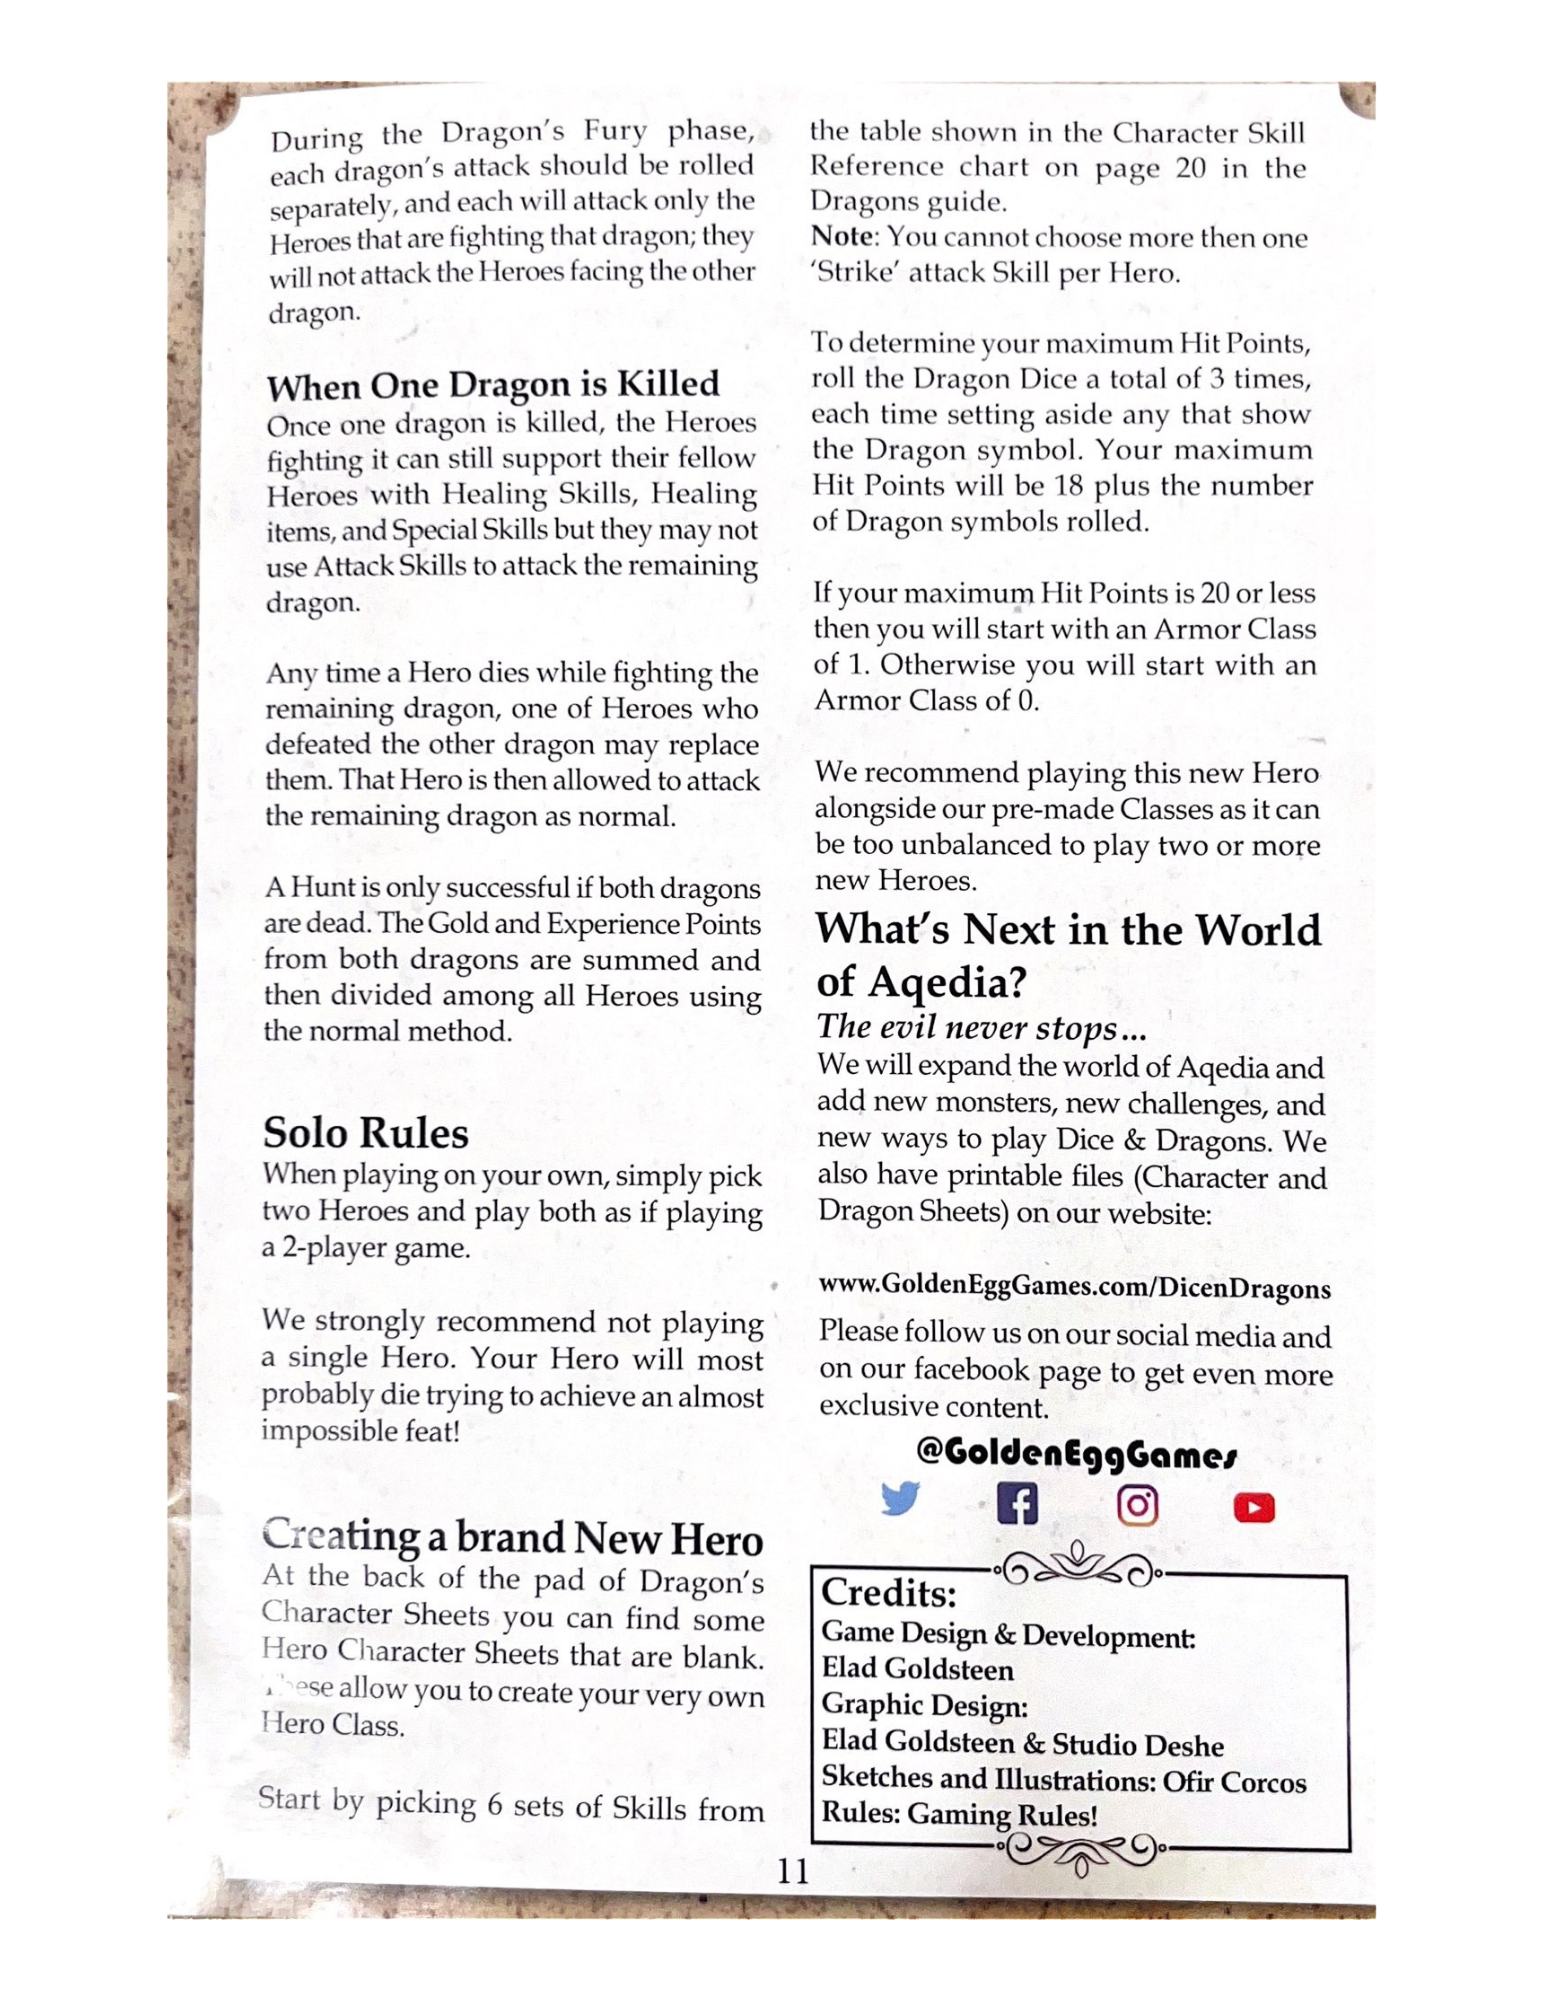 During the Dragon's Fury phase,
each dragon's attack should be rolled
separately, and each will attack only the
Heroes that are fighting that dragon; they
will not attack the Heroes facing the other
dragon.
When One Dragon is Killed
Once one dragon is killed, the Heroes
fighting it can still support their fellow
Heroes with Healing Skills, Healing
items, and Special Skills but they may not
use Attack Skills to attack the remaining
dragon.
Any time a Hero dies while fighting the
remaining dragon, one of Heroes who
defeated the other dragon may replace
them. That Hero is then allowed to attack
the remaining dragon as normal.
A Hunt is only successful if both dragons
are dead. The Gold and Experience Points
from both dragons are summed and
then divided among all Heroes using
the normal method.
Solo Rules
When playing on your own, simply pick
two Heroes and play both as if playing
a 2-player game.
We strongly recommend not playing
a single Hero. Your Hero will most
probably die trying to achieve an almost
impossible feat!
Creating a brand New Hero
At the back of the pad of Dragon's
Character Sheets you can find some
Hero Character Sheets that are blank.
These allow you to create your very own
Hero Class.
Start by picking 6 sets of Skills from
the table shown in the Character Skill
Reference chart on page 20 in the
Dragons guide.
Note: You cannot choose more then one
'Strike' attack Skill per Hero.
To determine your maximum Hit Points,
roll the Dragon Dice a total of 3 times,
each time setting aside any that show
the Dragon symbol. Your maximum
Hit Points will be 18 plus the number
of Dragon symbols rolled.
If your maximum Hit Points is 20 or less
then you will start with an Armor Class
of 1. Otherwise you will start with an
Armor Class of 0.
We recommend playing this new Hero
alongside our pre-made Classes as it can
be too unbalanced to play two or more
new Heroes.
What's Next in the World
of Aqedia?
The evil never stops...
We will expand the world of Aqedia and
add new monsters, new challenges, and
new ways to play Dice & Dragons. We
also have printable files (Character and
Dragon Sheets) on our website:
www.GoldenEggGames.com/DicenDragons
Please follow us on our social media and
on our facebook page to get even more
exclusive content.
@GoldenEggGames
Credits:
Game Design & Development:
Elad Goldsteen
Graphic Design:
Elad Goldsteen & Studio Deshe
Sketches and Illustrations: Ofir Corcos
Rules: Gaming Rules!
11